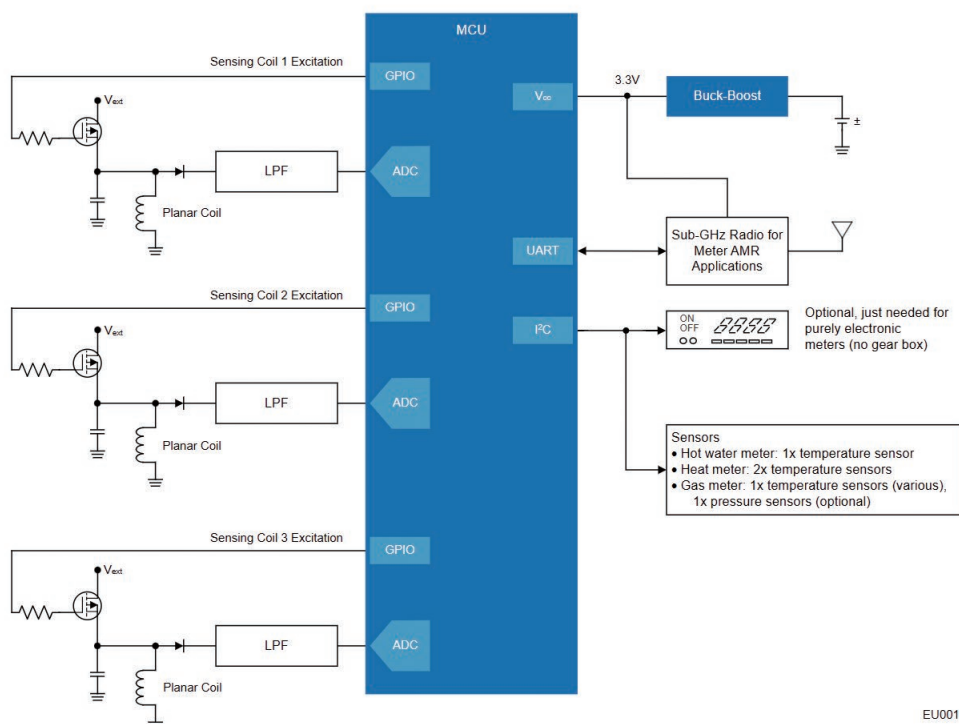 MCU
Sensing Coil 1 Excitation
GPIO
Vext
LPF
ADC
Planar Coil
Sensing Coil 2 Excitation
GPIO
Vext
LPF
ADC
Planar Coil
Sensing Coil 3 Excitation
GPIO
Vext
LPF
ADC
Planar Coil
V∞
3.3V
Buck-Boost
±
UART
Sub-GHz Radio for
Meter AMR
Applications
I²C
ON
OFF
8888
Optional, just needed for
purely electronic
meters (no gear box)
Sensors
• Hot water meter: 1x temperature sensor
• Heat meter: 2x temperature sensors
• Gas meter: 1x temperature sensors (various),
1x pressure sensors (optional)
EU001